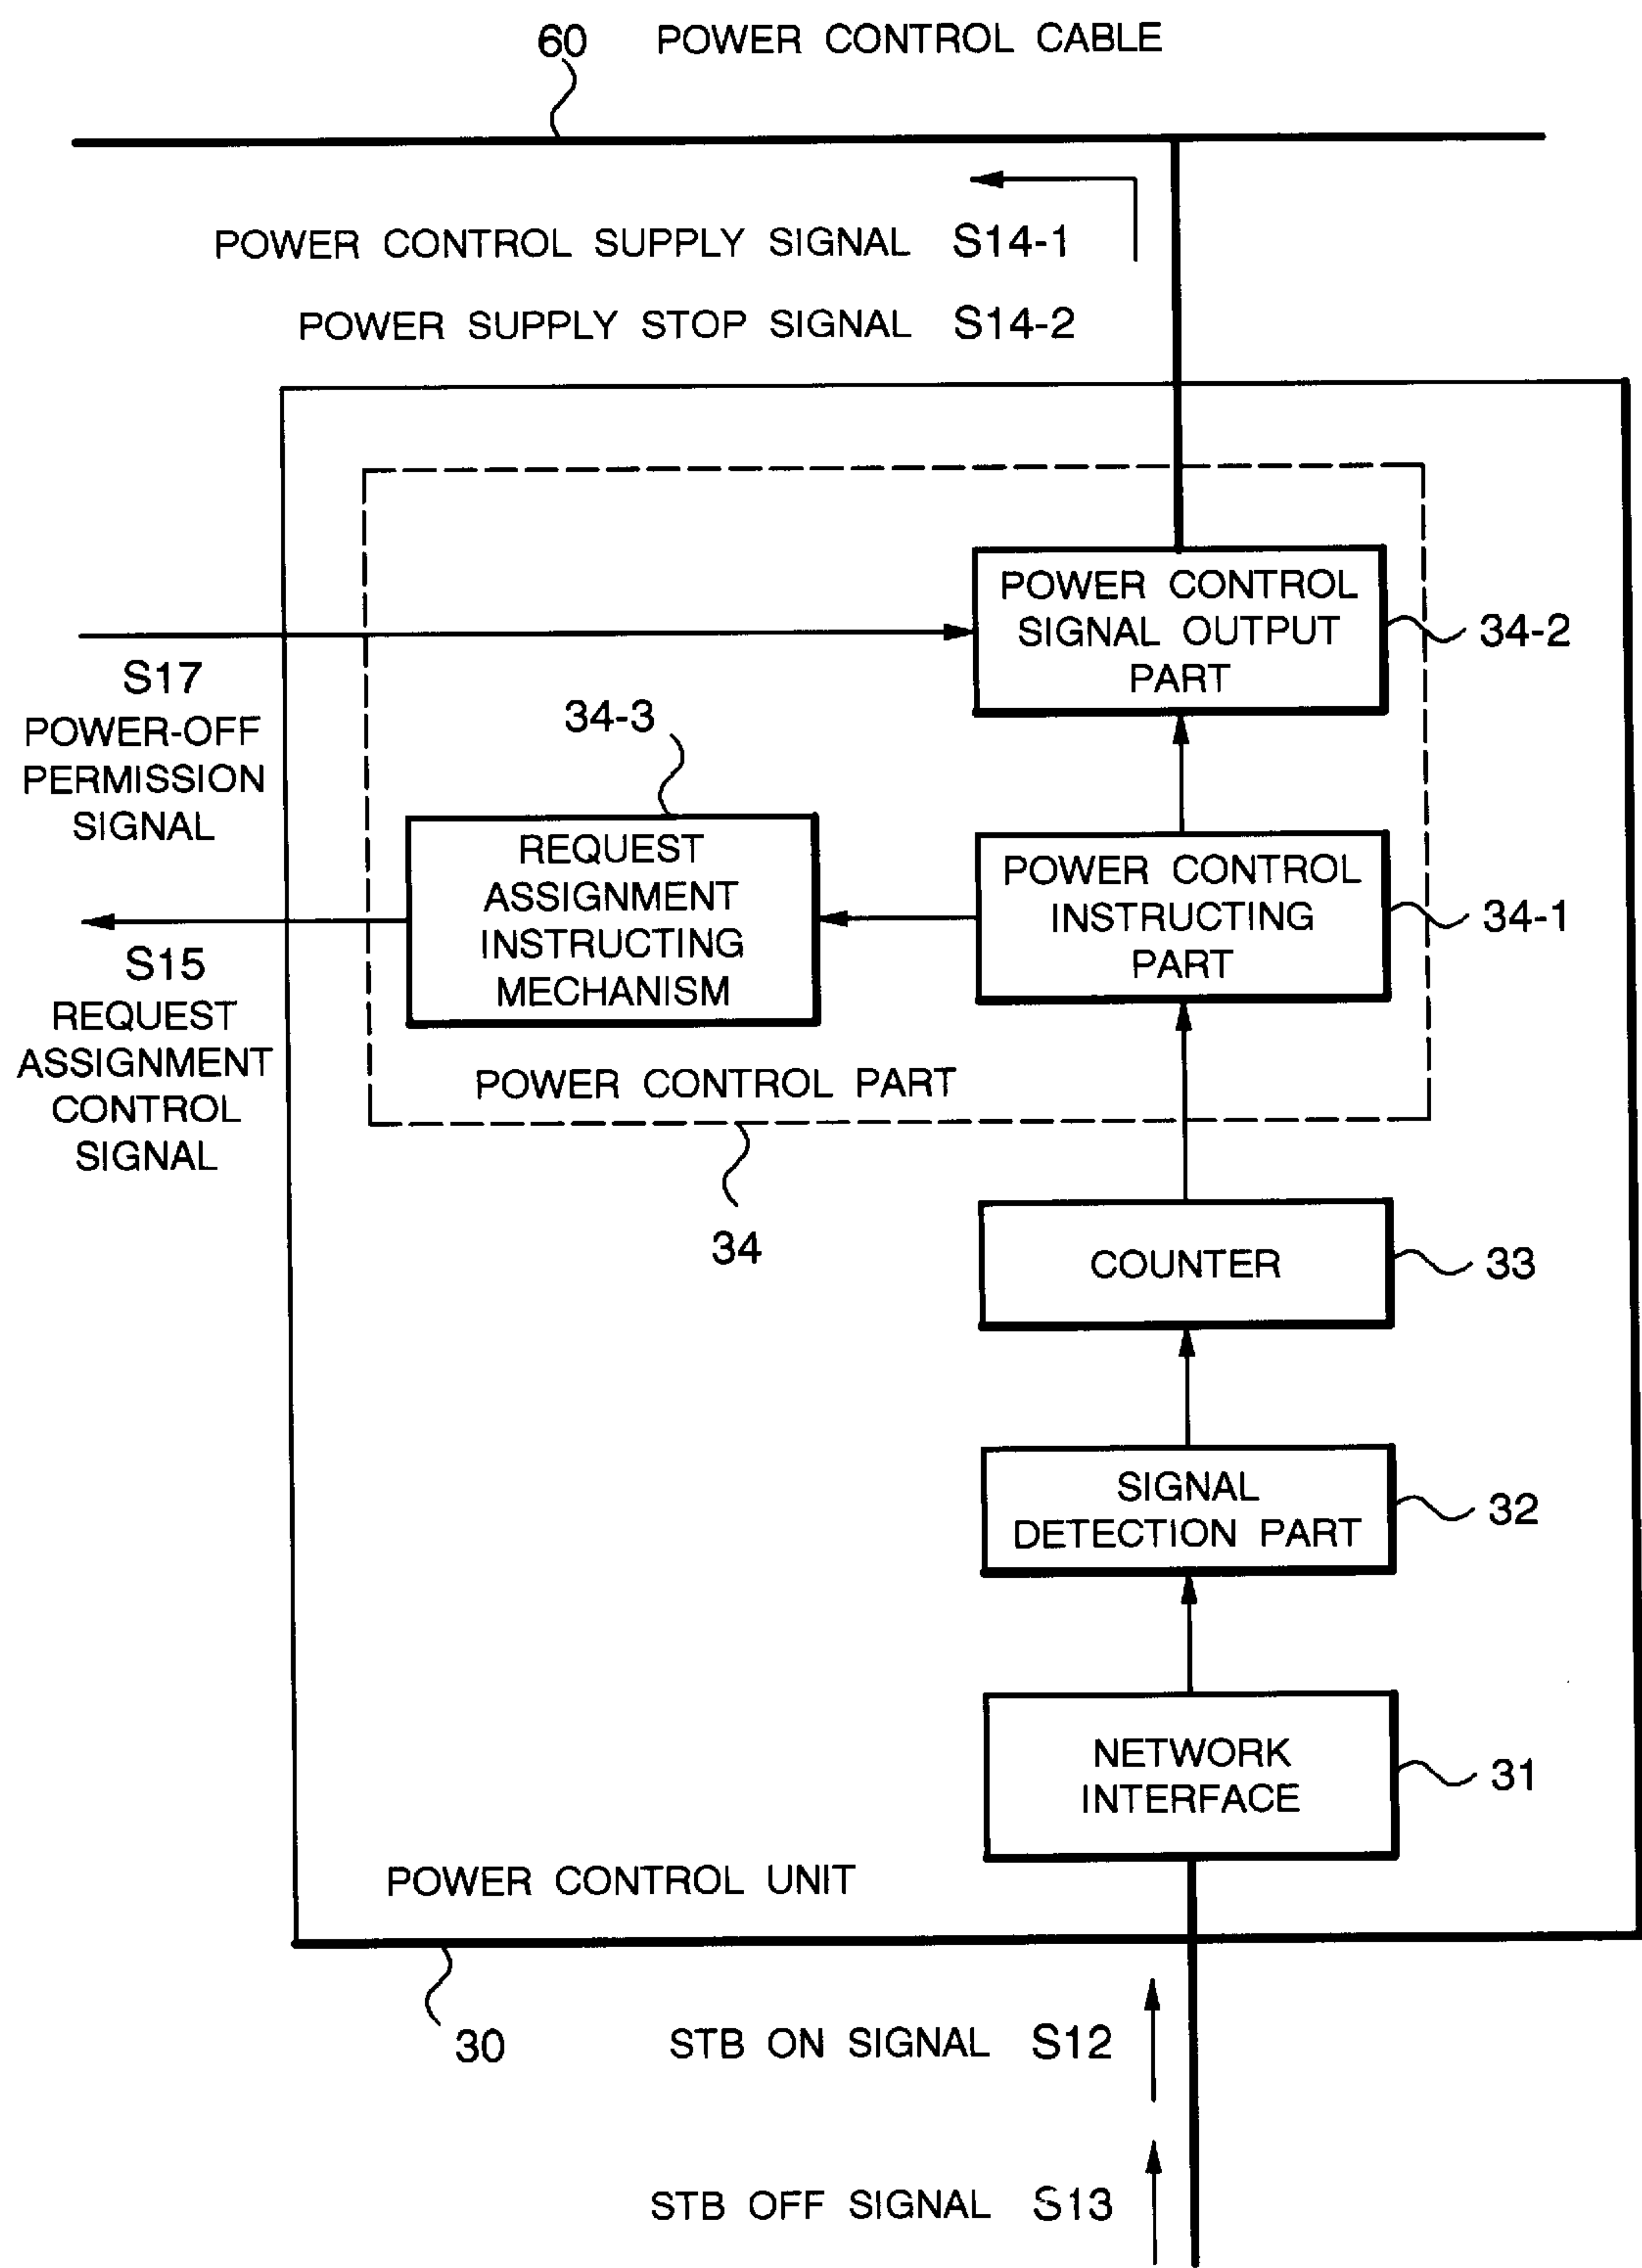 60 POWER CONTROL CABLE
POWER CONTROL SUPPLY SIGNAL S14-1
POWER SUPPLY STOP SIGNAL S14-2
POWER CONTROL
SIGNAL OUTPUT
PART
34-2
S17
POWER-OFF
PERMISSION
SIGNAL
34-3
REQUEST
ASSIGNMENT
INSTRUCTING
MECHANISM
POWER CONTROL
INSTRUCTING
PART
34-1
S15
REQUEST
ASSIGNMENT
CONTROL
SIGNAL
POWER CONTROL PART
34
COUNTER
33
SIGNAL
DETECTION PART
32
NETWORK
INTERFACE
31
POWER CONTROL UNIT
30
STB ON SIGNAL S12
STB OFF SIGNAL S13